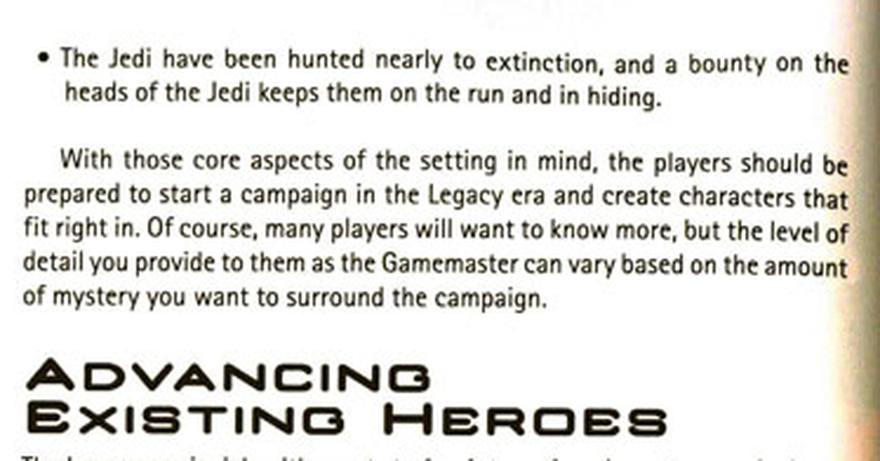 • The Jedi have been hunted nearly to extinction, and a bounty on the
heads of the Jedi keeps them on the run and in hiding.
With those core aspects of the setting in mind, the players should be
prepared to start a campaign in the Legacy era and create characters that
fit right in. Of course, many players will want to know more, but the level of
detail you provide to them as the Gamemaster can vary based on the amount
of mystery you want to surround the campaign.
ADVANCING
EXISTING HEROES